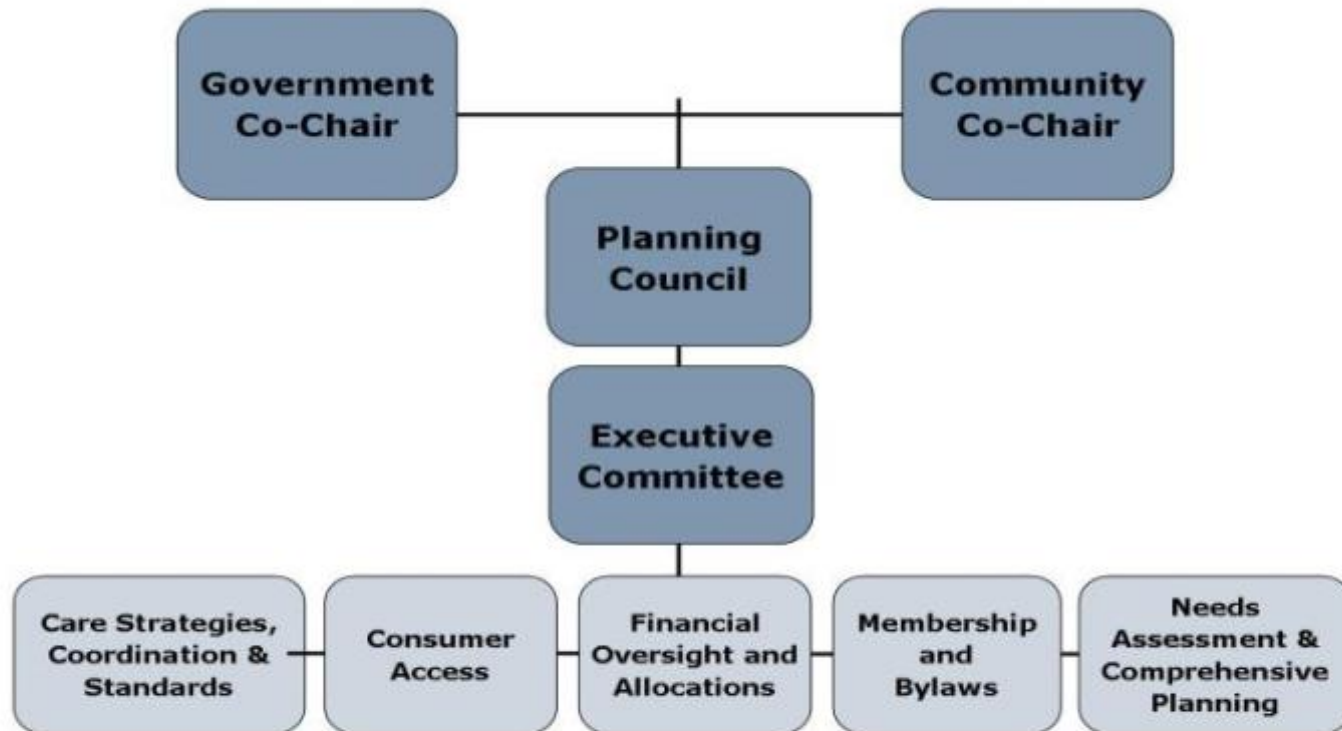 Government
Co-Chair
Community
Co-Chair
Planning
Council
Executive
Committee
Care Strategies,
Coordination &
Standards
Consumer
Access
Financial
Oversight and
Allocations
Membership
and
Bylaws
Needs
Assessment &
Comprehensive
Planning